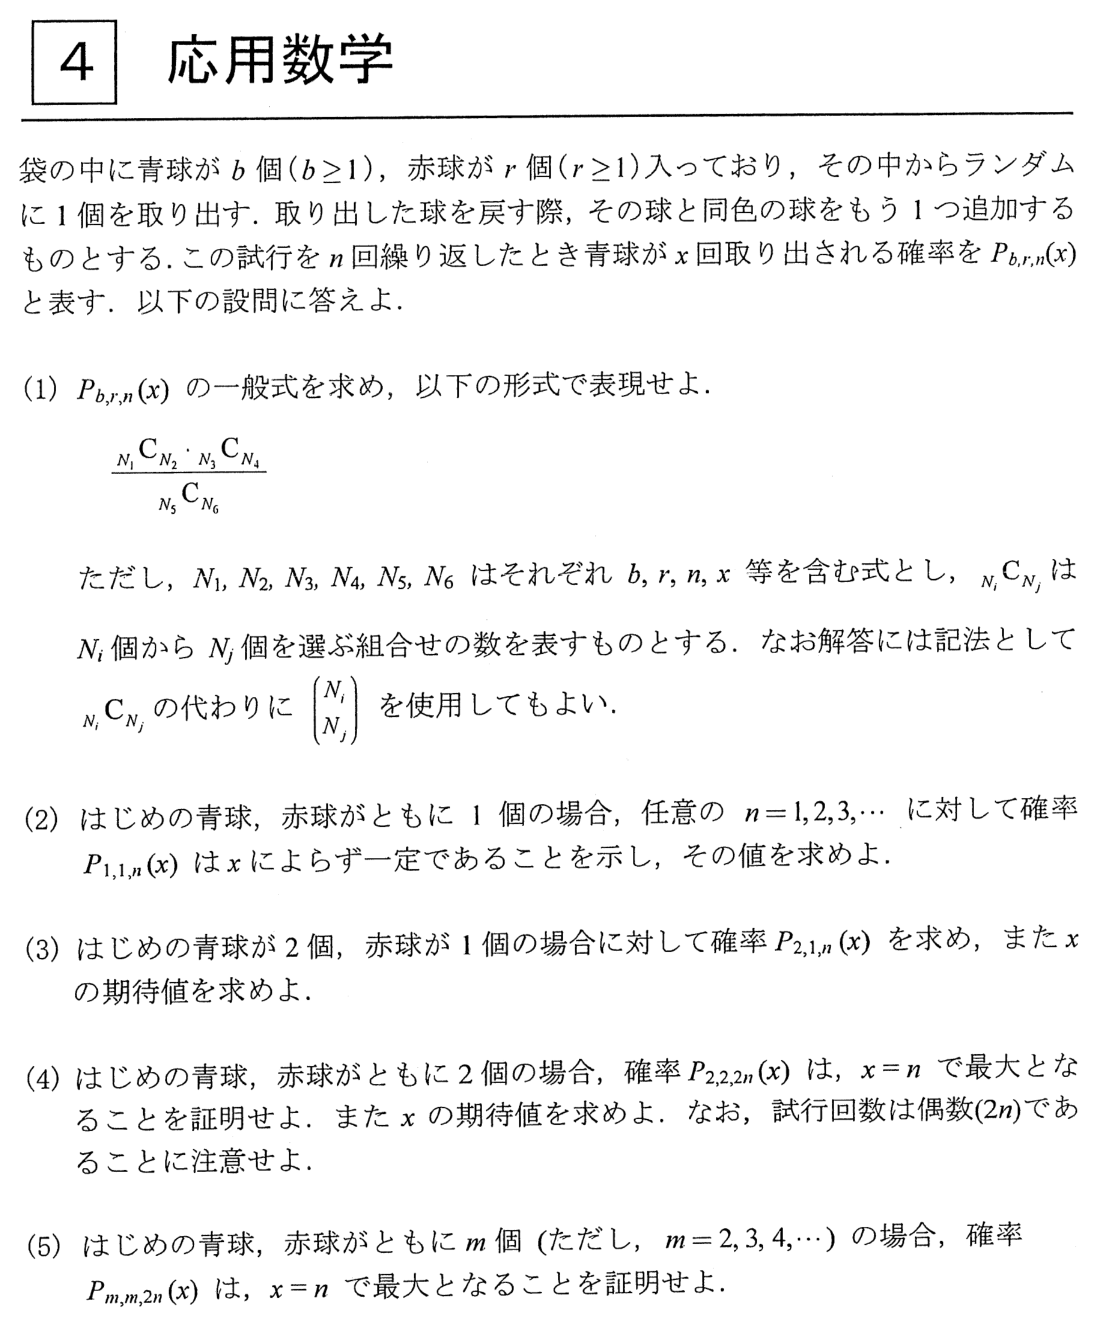 4 応用数学
袋の中に青球が b 個(b≥1)，赤球が r 個(r≥1)入っており，その中からランダム
に 1 個を取り出す．取り出した球を戻す際，その球と同色の球をもう 1 つ追加する
ものとする．この試行を n 回繰り返したとき青球が x 回取り出される確率を P_{b,r,n}(x)
と表す．以下の設問に答えよ．
(1) P_{b,r,n}(x) の一般式を求め，以下の形式で表現せよ．
\frac{{}_{N_1}C_{N_2} · {}_{N_3}C_{N_4}}{{}_{N_5}C_{N_6}}
ただし，N_1, N_2, N_3, N_4, N_5, N_6 はそれぞれ b, r, n, x 等を含む式とし，{}_{N_i}C_{N_j} は
N_i 個から N_j 個を選ぶ組合せの数を表すものとする．なお解答には記法として
{}_{N_i}C_{N_j} の代わりに \begin{pmatrix} N_i \\ N_j \end{pmatrix} を使用してもよい．
(2) はじめの青球，赤球がともに 1 個の場合，任意の n=1,2,3,⋯ に対して確率
P_{1,1,n}(x) は x によらず一定であることを示し，その値を求めよ．
(3) はじめの青球が 2 個，赤球が 1 個の場合に対して確率 P_{2,1,n}(x) を求め，また x
の期待値を求めよ．
(4) はじめの青球，赤球がともに 2 個の場合，確率 P_{2,2,2n}(x) は，x=n で最大とな
ることを証明せよ．また x の期待値を求めよ．なお，試行回数は偶数(2n)であ
ることに注意せよ．
(5) はじめの青球，赤球がともに m 個 (ただし，m=2,3,4,⋯) の場合，確率
P_{m,m,2n}(x) は，x=n で最大となることを証明せよ．